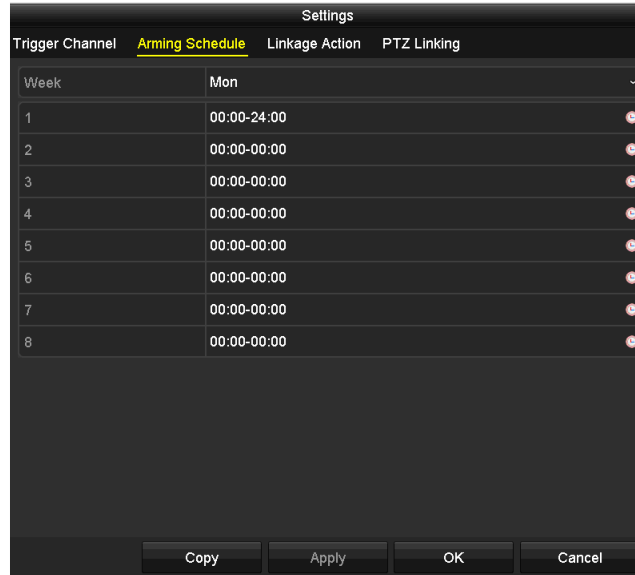 Settings
Trigger Channel Arming Schedule Linkage Action PTZ Linking
Week Mon
1 00:00-24:00
2 00:00-00:00
3 00:00-00:00
4 00:00-00:00
5 00:00-00:00
6 00:00-00:00
7 00:00-00:00
8 00:00-00:00
Copy Apply OK Cancel